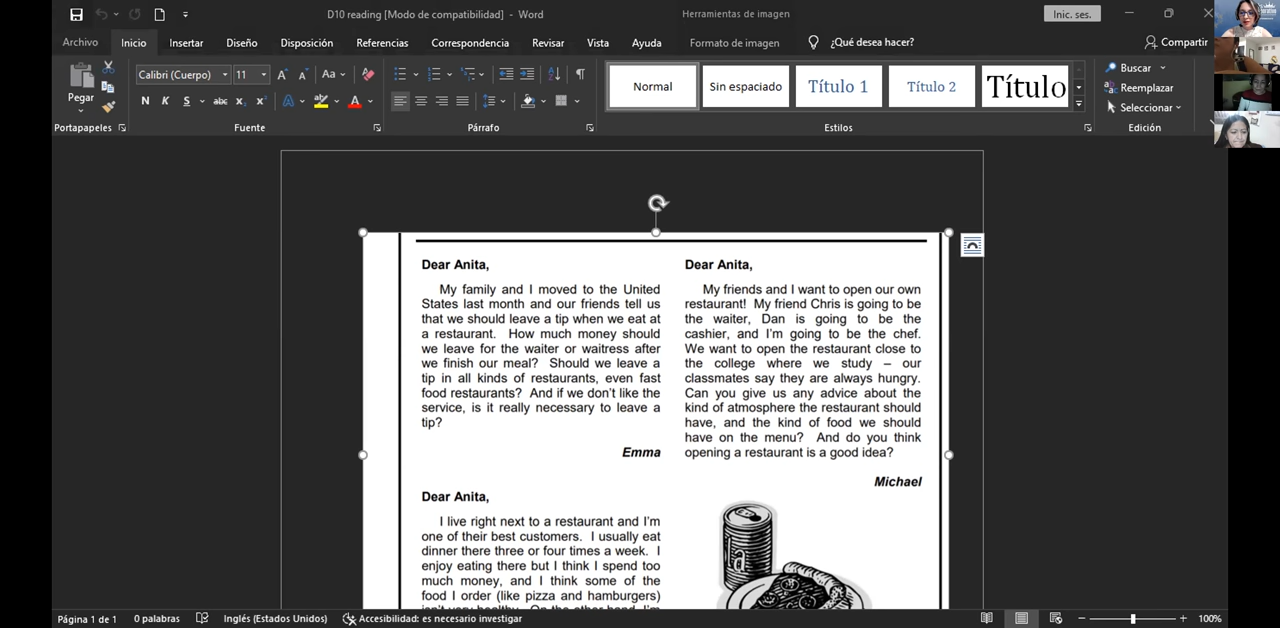 D10 reading [Modo de compatibilidad] - Word
Herramientas de imagen
Inic. ses.
Archivo
Inicio
Insertar
Diseño
Disposición
Referencias
Correspondencia
Revisar
Vista
Ayuda
Formato de imagen
¿Qué desea hacer?
Compartir
Pegar
Calibri (Cuerpo)
11
Aa
N K S abc x₂ x²
Normal
Sin espaciado
Título 1
Título 2
Título
Buscar
Reemplazar
Seleccionar
Portapapeles
Fuente
Párrafo
Estilos
Edición
Dear Anita,
My family and I moved to the United
States last month and our friends tell us
that we should leave a tip when we eat at
a restaurant. How much money should
we leave for the waiter or waitress after
we finish our meal? Should we leave a
tip in all kinds of restaurants, even fast
food restaurants? And if we don't like the
service, is it really necessary to leave a
tip?
Emma
Dear Anita,
I live right next to a restaurant and I'm
one of their best customers. I usually eat
dinner there three or four times a week. I
enjoy eating there but I think I spend too
much money, and I think some of the
food I order (like pizza and hamburgers)
isn't very healthy. On the other hand, I'm
Dear Anita,
My friends and I want to open our own
restaurant! My friend Chris is going to be
the waiter, Dan is going to be the
cashier, and I'm going to be the chef.
We want to open the restaurant close to
the college where we study – our
classmates say they are always hungry.
Can you give us any advice about the
kind of atmosphere the restaurant should
have, and the kind of food we should
have on the menu? And do you think
opening a restaurant is a good idea?
Michael
la
Página 1 de 1
0 palabras
Inglés (Estados Unidos)
Accesibilidad: es necesario investigar
100%